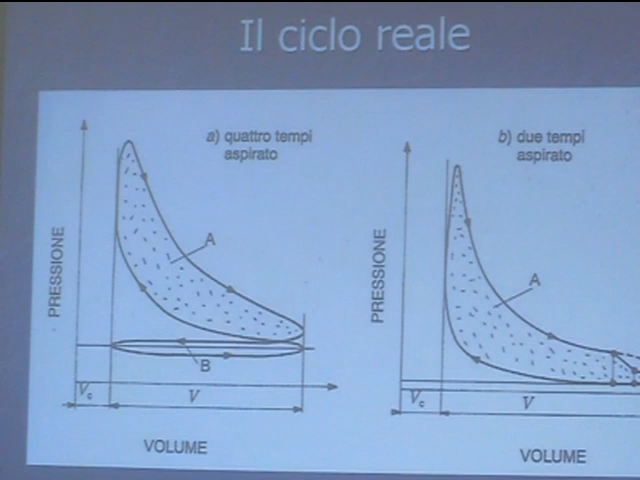 Il ciclo reale
a) quattro tempi
aspirato
PRESSIONE
A
B
Vc
V
VOLUME
b) due tempi
aspirato
PRESSIONE
A
Vc
V
VOLUME